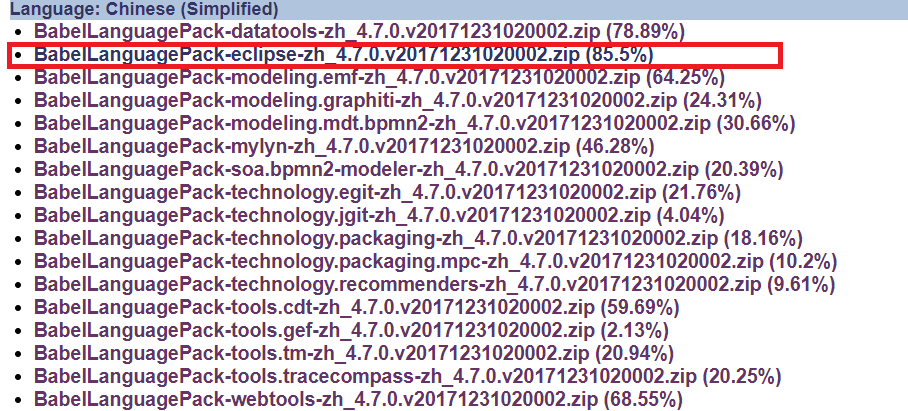 Language: Chinese (Simplified)
BabelLanguagePack-datatools-zh_4.7.0.v20171231020002.zip (78.89%)
BabelLanguagePack-eclipse-zh_4.7.0.v20171231020002.zip (85.5%)
BabelLanguagePack-modeling.emf-zh_4.7.0.v20171231020002.zip (64.25%)
BabelLanguagePack-modeling.graphiti-zh_4.7.0.v20171231020002.zip (24.31%)
BabelLanguagePack-modeling.mdt.bpmn2-zh_4.7.0.v20171231020002.zip (30.66%)
BabelLanguagePack-mylyn-zh_4.7.0.v20171231020002.zip (46.28%)
BabelLanguagePack-soa.bpmn2-modeler-zh_4.7.0.v20171231020002.zip (20.39%)
BabelLanguagePack-technology.egit-zh_4.7.0.v20171231020002.zip (21.76%)
BabelLanguagePack-technology.jgit-zh_4.7.0.v20171231020002.zip (4.04%)
BabelLanguagePack-technology.packaging-zh_4.7.0.v20171231020002.zip (18.16%)
BabelLanguagePack-technology.packaging.mpc-zh_4.7.0.v20171231020002.zip (10.2%)
BabelLanguagePack-technology.recommenders-zh_4.7.0.v20171231020002.zip (9.61%)
BabelLanguagePack-tools.cdt-zh_4.7.0.v20171231020002.zip (59.69%)
BabelLanguagePack-tools.gef-zh_4.7.0.v20171231020002.zip (2.13%)
BabelLanguagePack-tools.tm-zh_4.7.0.v20171231020002.zip (20.94%)
BabelLanguagePack-tools.tracecompass-zh_4.7.0.v20171231020002.zip (20.25%)
BabelLanguagePack-webtools-zh_4.7.0.v20171231020002.zip (68.55%)